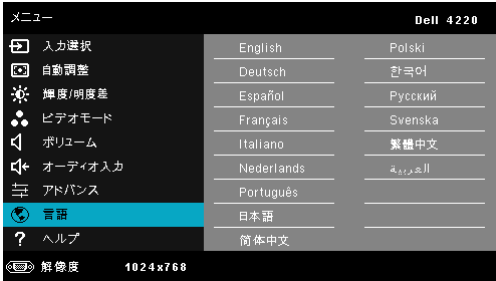 メニュー
Dell 4220
入力選択
自動調整
輝度/明度差
ビデオモード
ボリューム
オーディオ入力
アドバンス
言語
ヘルプ
English
Deutsch
Español
Français
Italiano
Nederlands
Português
日本語
简体中文
Polski
한국어
Русский
Svenska
繁體中文
العربية
解像度 1024x768